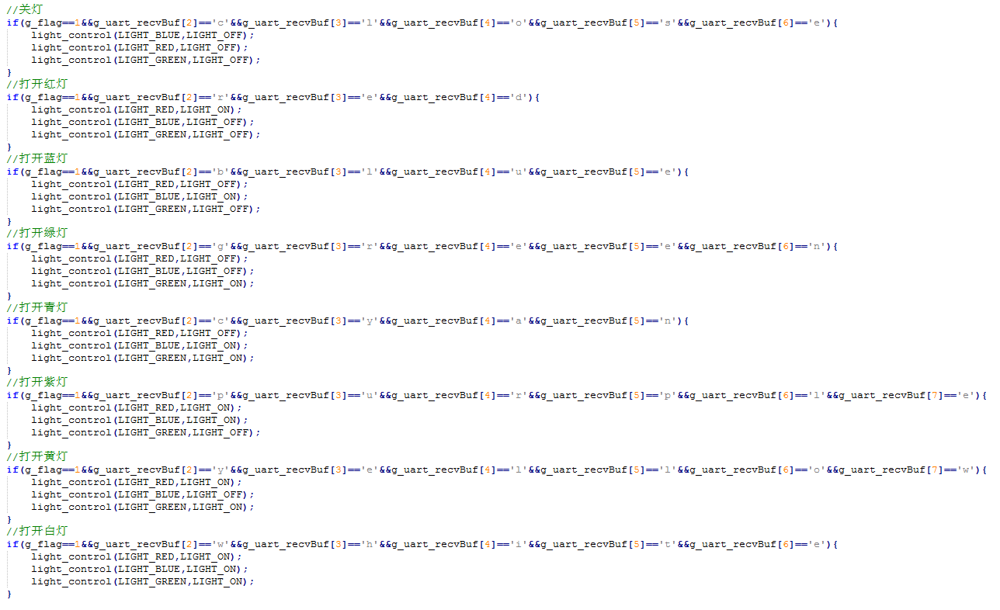 //关灯
if(g_flag==1&&g_uart_recvBuf[2]=='c'&&g_uart_recvBuf[3]=='l'&&g_uart_recvBuf[4]=='o'&&g_uart_recvBuf[5]=='s'&&g_uart_recvBuf[6]=='e'){
    light_control(LIGHT_BLUE,LIGHT_OFF);
    light_control(LIGHT_RED,LIGHT_OFF);
    light_control(LIGHT_GREEN,LIGHT_OFF);
}
//打开红灯
if(g_flag==1&&g_uart_recvBuf[2]=='r'&&g_uart_recvBuf[3]=='e'&&g_uart_recvBuf[4]=='d'){
    light_control(LIGHT_RED,LIGHT_ON);
    light_control(LIGHT_BLUE,LIGHT_OFF);
    light_control(LIGHT_GREEN,LIGHT_OFF);
}
//打开蓝灯
if(g_flag==1&&g_uart_recvBuf[2]=='b'&&g_uart_recvBuf[3]=='l'&&g_uart_recvBuf[4]=='u'&&g_uart_recvBuf[5]=='e'){
    light_control(LIGHT_RED,LIGHT_OFF);
    light_control(LIGHT_BLUE,LIGHT_ON);
    light_control(LIGHT_GREEN,LIGHT_OFF);
}
//打开绿灯
if(g_flag==1&&g_uart_recvBuf[2]=='g'&&g_uart_recvBuf[3]=='r'&&g_uart_recvBuf[4]=='e'&&g_uart_recvBuf[5]=='e'&&g_uart_recvBuf[6]=='n'){
    light_control(LIGHT_RED,LIGHT_OFF);
    light_control(LIGHT_BLUE,LIGHT_OFF);
    light_control(LIGHT_GREEN,LIGHT_ON);
}
//打开青灯
if(g_flag==1&&g_uart_recvBuf[2]=='c'&&g_uart_recvBuf[3]=='y'&&g_uart_recvBuf[4]=='a'&&g_uart_recvBuf[5]=='n'){
    light_control(LIGHT_RED,LIGHT_OFF);
    light_control(LIGHT_BLUE,LIGHT_ON);
    light_control(LIGHT_GREEN,LIGHT_ON);
}
//打开紫灯
if(g_flag==1&&g_uart_recvBuf[2]=='p'&&g_uart_recvBuf[3]=='u'&&g_uart_recvBuf[4]=='r'&&g_uart_recvBuf[5]=='p'&&g_uart_recvBuf[6]=='l'&&g_uart_recvBuf[7]=='e'){
    light_control(LIGHT_RED,LIGHT_ON);
    light_control(LIGHT_BLUE,LIGHT_ON);
    light_control(LIGHT_GREEN,LIGHT_OFF);
}
//打开黄灯
if(g_flag==1&&g_uart_recvBuf[2]=='y'&&g_uart_recvBuf[3]=='e'&&g_uart_recvBuf[4]=='l'&&g_uart_recvBuf[5]=='l'&&g_uart_recvBuf[6]=='o'&&g_uart_recvBuf[7]=='w'){
    light_control(LIGHT_RED,LIGHT_ON);
    light_control(LIGHT_BLUE,LIGHT_OFF);
    light_control(LIGHT_GREEN,LIGHT_ON);
}
//打开白灯
if(g_flag==1&&g_uart_recvBuf[2]=='w'&&g_uart_recvBuf[3]=='h'&&g_uart_recvBuf[4]=='i'&&g_uart_recvBuf[5]=='t'&&g_uart_recvBuf[6]=='e'){
    light_control(LIGHT_RED,LIGHT_ON);
    light_control(LIGHT_BLUE,LIGHT_ON);
    light_control(LIGHT_GREEN,LIGHT_ON);
}